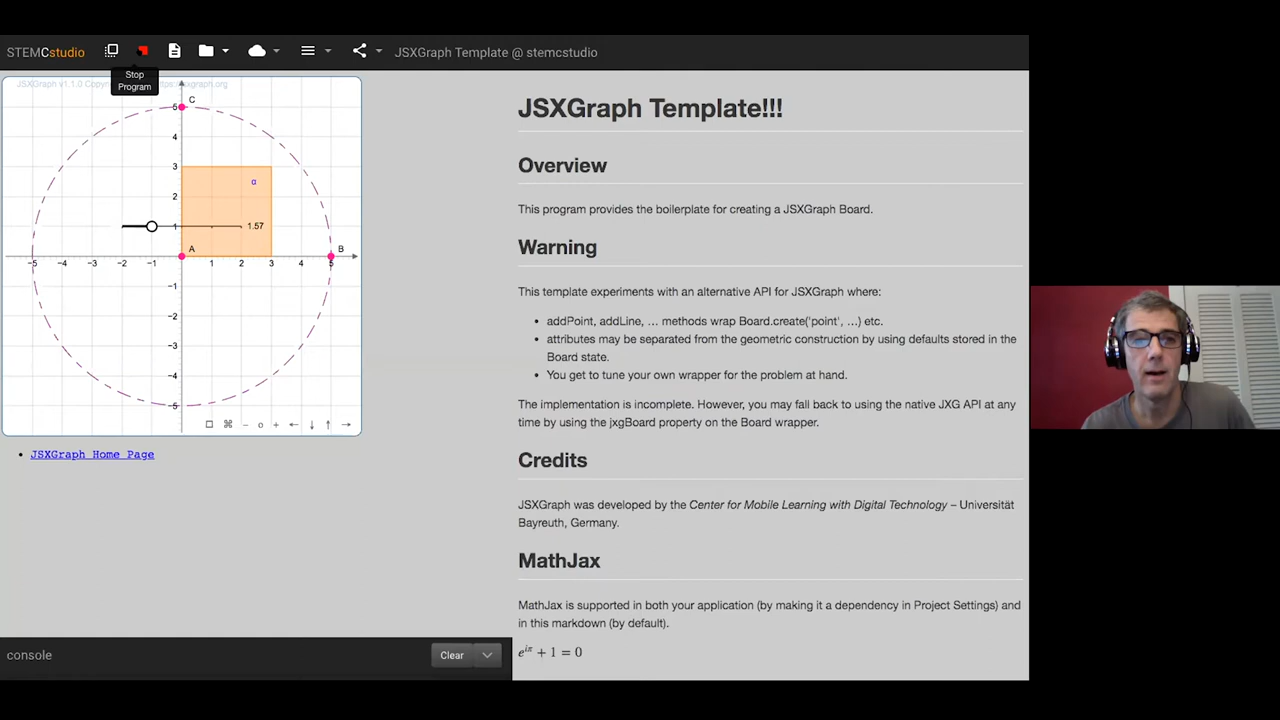 STEMCstudio
JSXGraph Template @ stemcstudio
Stop
Program
JSXGraph v1.1.0 Copyright
https://jsxgraph.org
C
5
4
3
α
2
1
1.57
A
B
−5 −4 −3 −2 −1 1 2 3 4 5
−1
−2
−3
−4
−5
− o + ← ↓ ↑ →
JSXGraph Home Page
console
Clear
JSXGraph Template!!!
Overview
This program provides the boilerplate for creating a JSXGraph Board.
Warning
This template experiments with an alternative API for JSXGraph where:
• addPoint, addLine, … methods wrap Board.create('point', …) etc.
• attributes may be separated from the geometric construction by using defaults stored in the
Board state.
• You get to tune your own wrapper for the problem at hand.
The implementation is incomplete. However, you may fall back to using the native JXG API at any
time by using the jxgBoard property on the Board wrapper.
Credits
JSXGraph was developed by the Center for Mobile Learning with Digital Technology – Universität
Bayreuth, Germany.
MathJax
MathJax is supported in both your application (by making it a dependency in Project Settings) and
in this markdown (by default).
e^{iπ} + 1 = 0